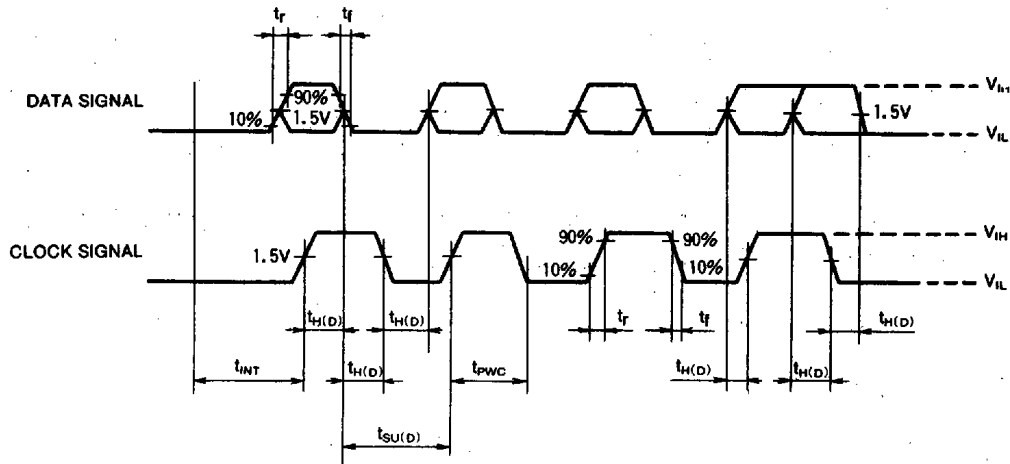 tr tf
DATA SIGNAL
10% 90% 1.5V
1.5V
VIH
VIL
CLOCK SIGNAL
1.5V
10% 90%
90% 10%
VIH
VIL
tH(D) tH(D) tr tf tH(D)
tINT tH(D) tPWC tH(D) tH(D)
tSU(D)